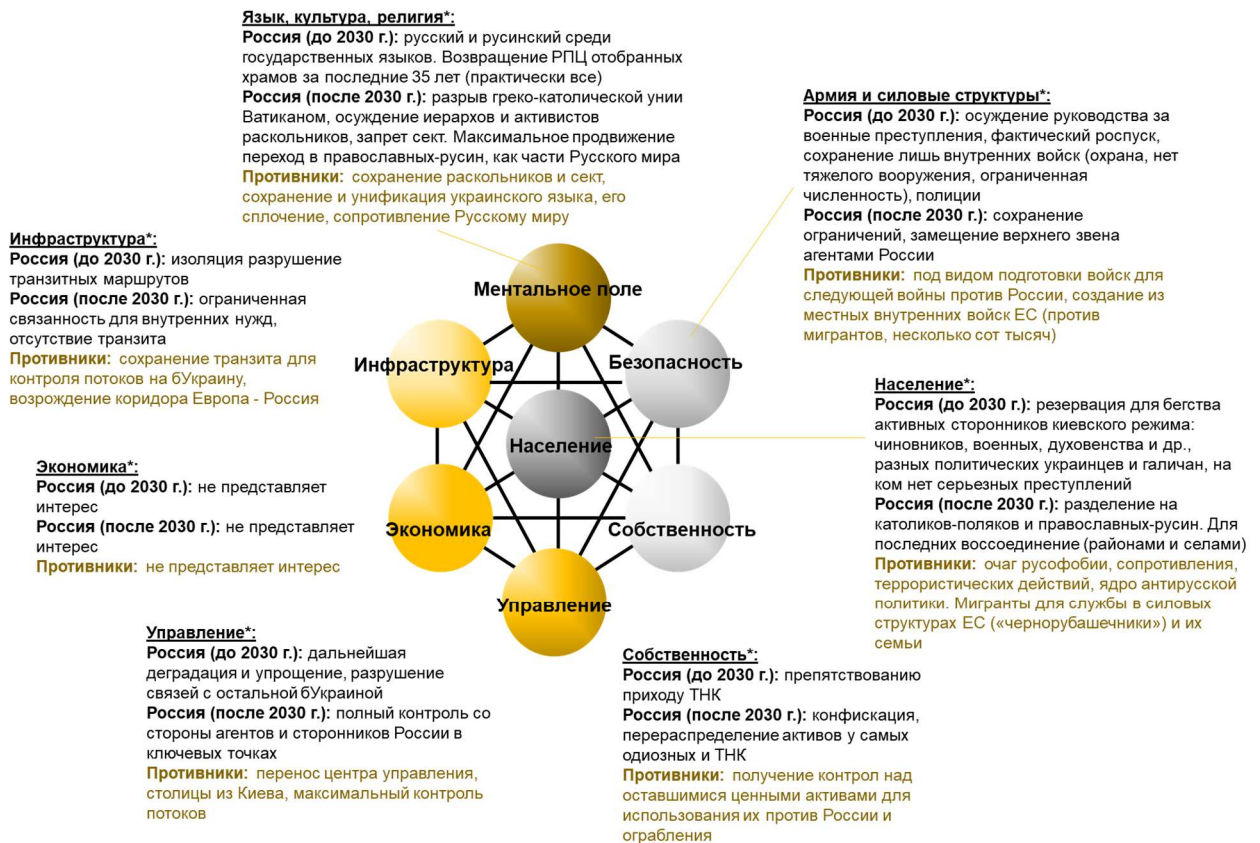 Язык, культура, религия*:
Россия (до 2030 г.): русский и русинский среди
государственных языков. Возвращение РПЦ отобранных
храмов за последние 35 лет (практически все)
Россия (после 2030 г.): разрыв греко-католической унии
Ватиканом, осуждение иерархов и активистов
раскольников, запрет сект. Максимальное продвижение
переход в православных-русин, как части Русского мира
Противники: сохранение раскольников и сект,
сохранение и унификация украинского языка, его
сплочение, сопротивление Русскому миру
Армия и силовые структуры*:
Россия (до 2030 г.): осуждение руководства за
военные преступления, фактический роспуск,
сохранение лишь внутренних войск (охрана, нет
тяжелого вооружения, ограниченная
численность), полиции
Россия (после 2030 г.): сохранение
ограничений, замещение верхнего звена
агентами России
Противники: под видом подготовки войск для
следующей войны против России, создание из
местных внутренних войск ЕС (против
мигрантов, несколько сот тысяч)
Инфраструктура*:
Россия (до 2030 г.): изоляция разрушение
транзитных маршрутов
Россия (после 2030 г.): ограниченная
связанность для внутренних нужд,
отсутствие транзита
Противники: сохранение транзита для
контроля потоков на бУкраину,
возрождение коридора Европа - Россия
Ментальное поле
Инфраструктура
Безопасность
Население
Экономика
Собственность
Управление
Население*:
Россия (до 2030 г.): резервация для бегства
активных сторонников киевского режима:
чиновников, военных, духовенства и др.,
разных политических украинцев и галичан, на
ком нет серьезных преступлений
Россия (после 2030 г.): разделение на
католиков-поляков и православных-русин. Для
последних воссоединение (районами и селами)
Противники: очаг русофобии, сопротивления,
террористических действий, ядро антирусской
политики. Мигранты для службы в силовых
структурах ЕС («чернорубашечники») и их
семьи
Экономика*:
Россия (до 2030 г.): не представляет
интерес
Россия (после 2030 г.): не представляет
интерес
Противники: не представляет интерес
Управление*:
Россия (до 2030 г.): дальнейшая
деградация и упрощение, разрушение
связей с остальной бУкраиной
Россия (после 2030 г.): полный контроль со
стороны агентов и сторонников России в
ключевых точках
Противники: перенос центра управления,
столицы из Киева, максимальный контроль
потоков
Собственность*:
Россия (до 2030 г.): препятствованию
приходу ТНК
Россия (после 2030 г.): конфискация,
перераспределение активов у самых
одиозных и ТНК
Противники: получение контрол над
оставшимися ценными активами для
использования их против России и
ограбления